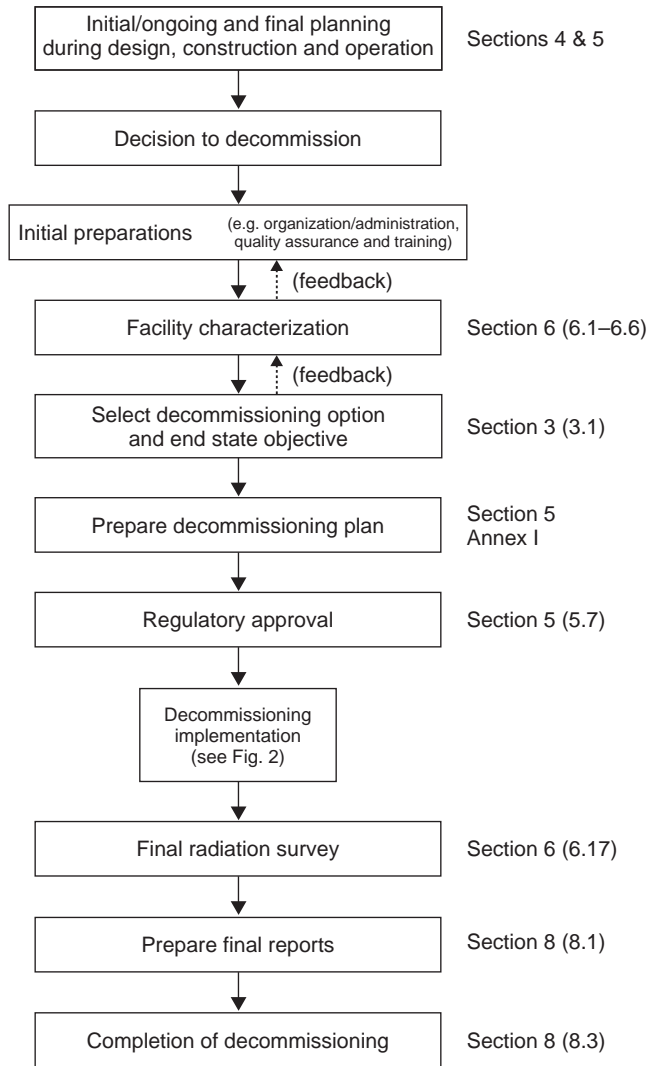 Initial/ongoing and final planning
during design, construction and operation
Sections 4 & 5
Decision to decommission
Initial preparations
(e.g. organization/administration,
quality assurance and training)
(feedback)
Facility characterization
Section 6 (6.1–6.6)
(feedback)
Select decommissioning option
and end state objective
Section 3 (3.1)
Prepare decommissioning plan
Section 5
Annex I
Regulatory approval
Section 5 (5.7)
Decommissioning
implementation
(see Fig. 2)
Final radiation survey
Section 6 (6.17)
Prepare final reports
Section 8 (8.1)
Completion of decommissioning
Section 8 (8.3)